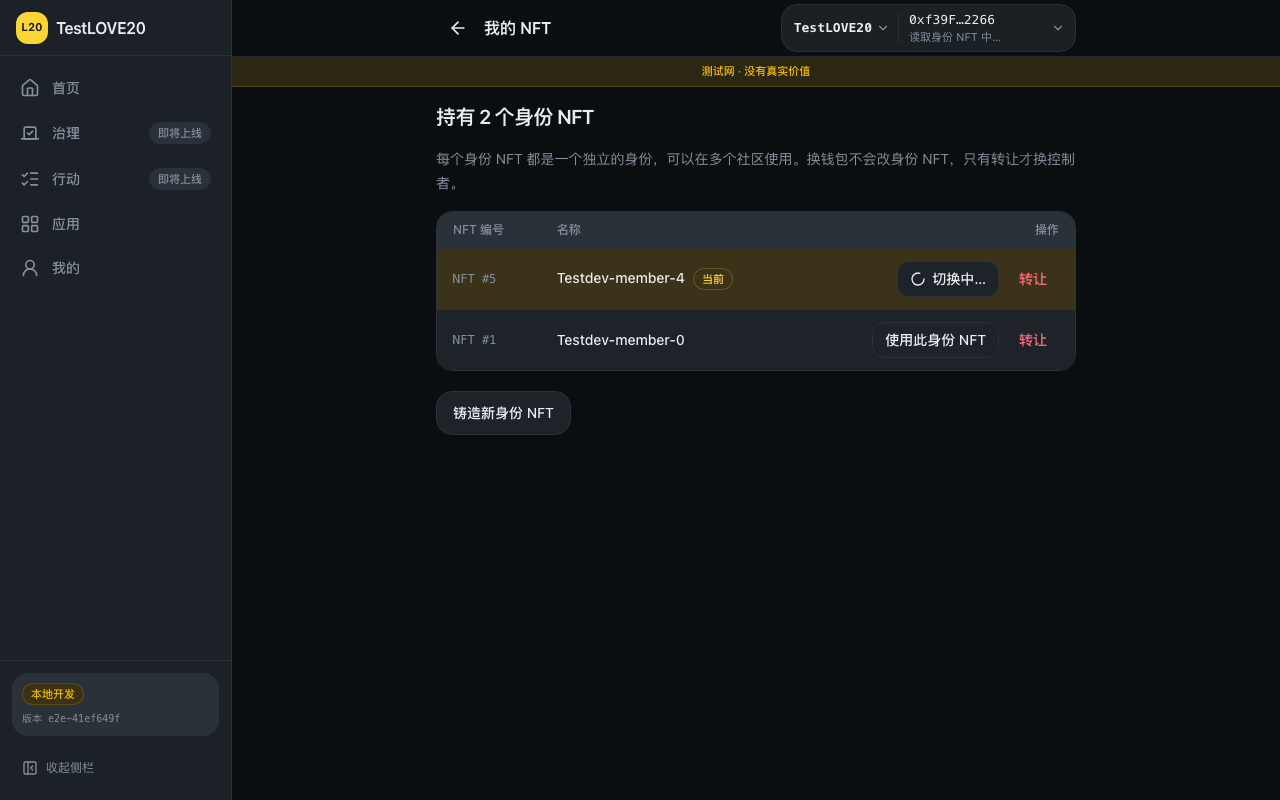 L20 TestLOVE20
首页
治理 即将上线
行动 即将上线
应用
我的
本地开发
版本 e2e-41ef649f
收起侧栏
我的 NFT
TestLOVE20
0xf39F…2266
读取身份 NFT 中…
测试网 · 没有真实价值
持有 2 个身份 NFT
每个身份 NFT 都是一个独立的身份，可以在多个社区使用。换钱包不会改身份 NFT，只有转让才换控制
者。
NFT 编号 名称 操作
NFT #5 Testdev-member-4 当前 切换中… 转让
NFT #1 Testdev-member-0 使用此身份 NFT 转让
铸造新身份 NFT